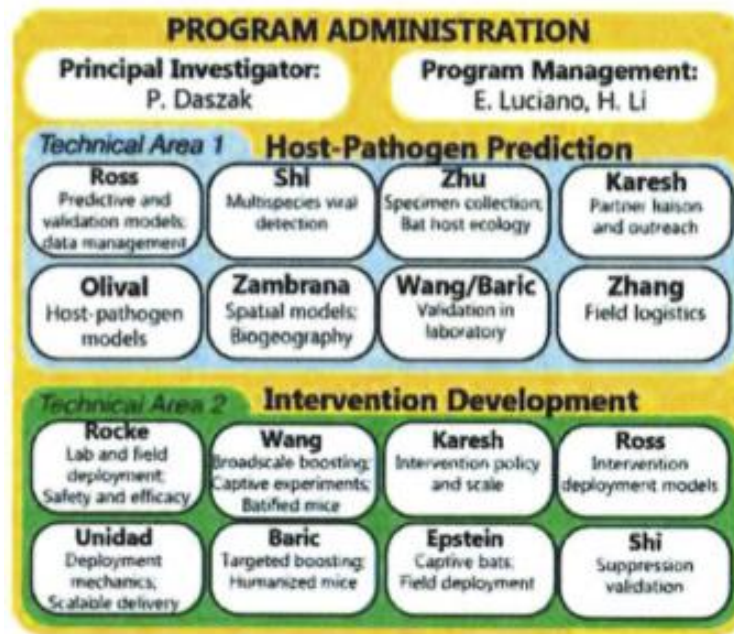 PROGRAM ADMINISTRATION
Principal Investigator:
P. Daszak
Program Management:
E. Luciano, H. Li
Technical Area 1
Host-Pathogen Prediction
Ross
Predictive and
validation models;
data management
Shi
Multispecies viral
detection
Zhu
Specimen collection;
Bat host ecology
Karesh
Partner liaison
and outreach
Olival
Host-pathogen
models
Zambrana
Spatial models;
Biogeography
Wang/Baric
Validation in
laboratory
Zhang
Field logistics
Technical Area 2
Intervention Development
Rocke
Lab and field
deployment;
Safety and efficacy
Wang
Broadscale boosting;
Captive experiments;
Batified mice
Karesh
Intervention policy
and scale
Ross
Intervention
deployment models
Unidad
Deployment
mechanics;
Scalable delivery
Baric
Targeted boosting;
Humanized mice
Epstein
Captive bats;
Field deployment
Shi
Suppression
validation